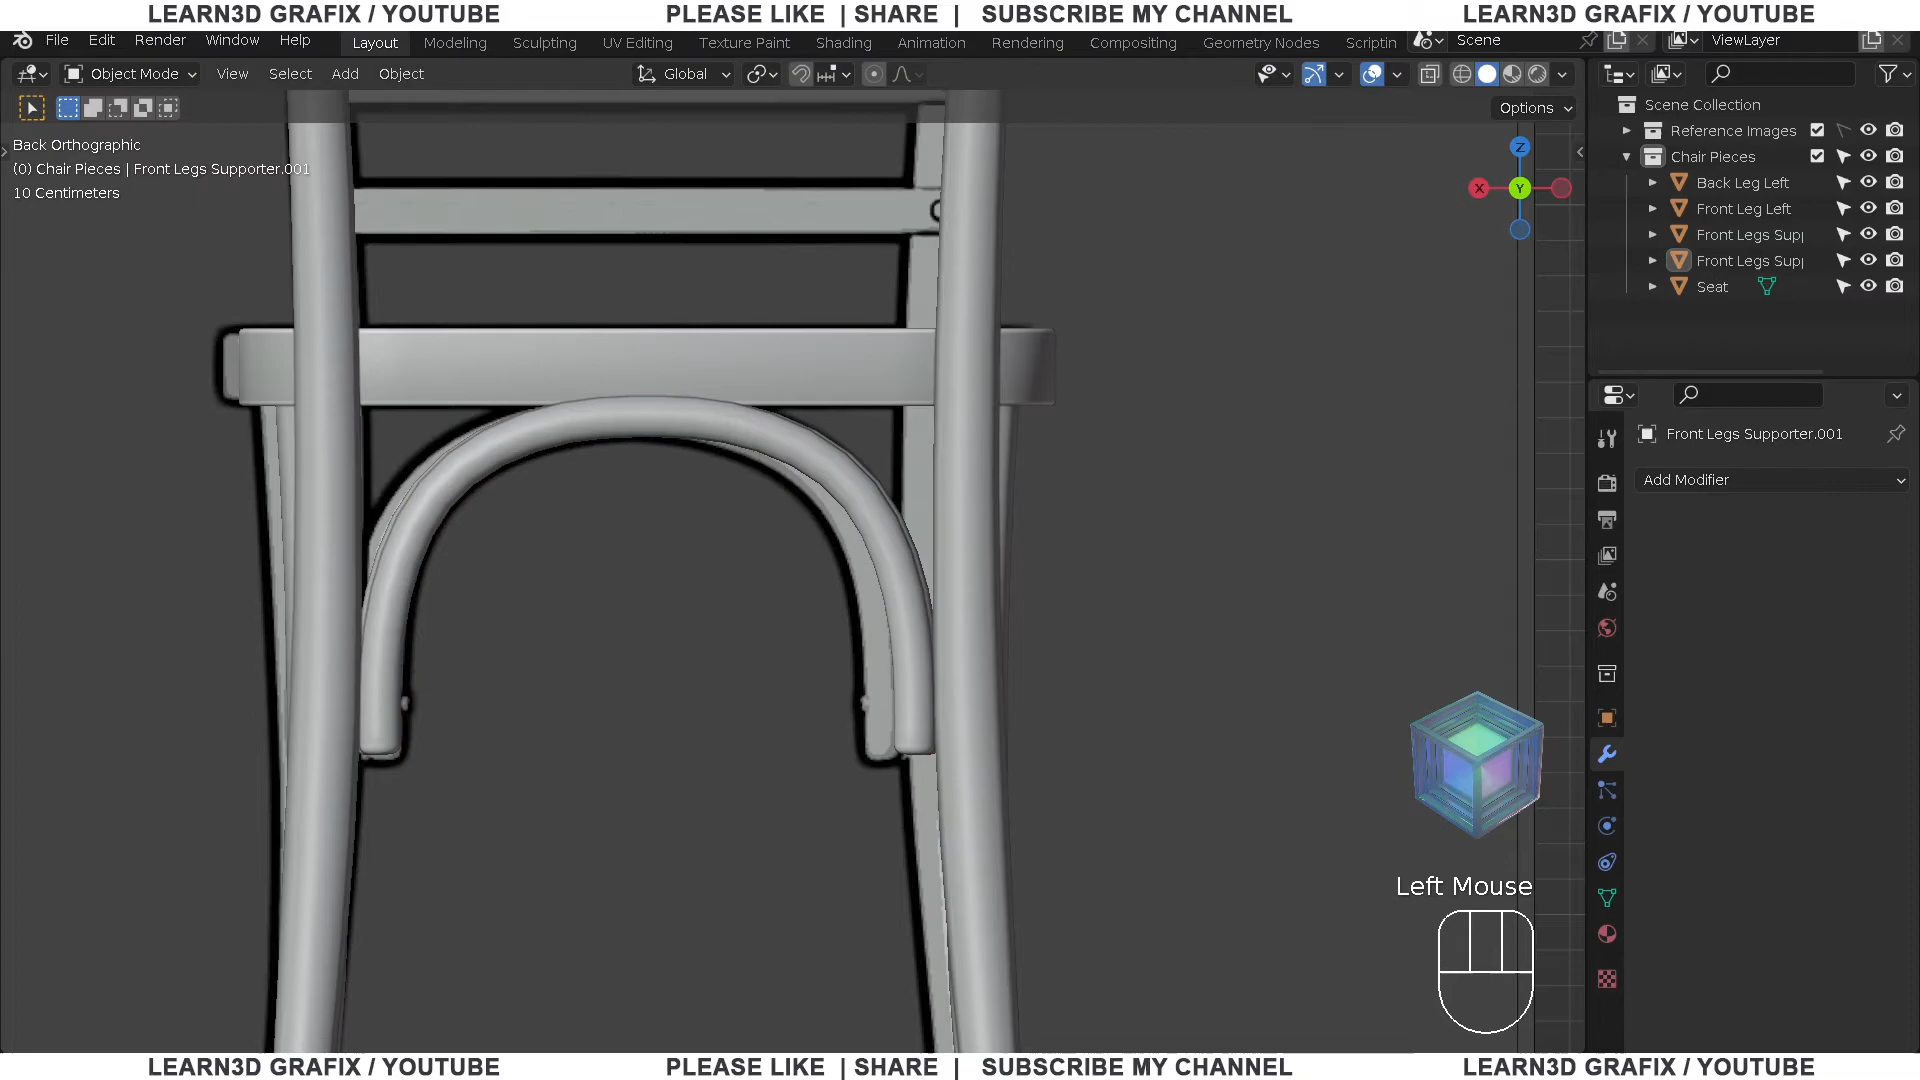 LEARN3D GRAFIX / YOUTUBE PLEASE LIKE | SHARE | SUBSCRIBE MY CHANNEL LEARN3D GRAFIX / YOUTUBE
File Edit Render Window Help Layout Modeling Sculpting UV Editing Texture Paint Shading Animation Rendering Compositing Geometry Nodes Scriptin Scene ViewLayer
Object Mode View Select Add Object Global
Options
Back Orthographic
(0) Chair Pieces | Front Legs Supporter.001
10 Centimeters
Z
X Y
Scene Collection
Reference Images
Chair Pieces
Back Leg Left
Front Leg Left
Front Legs Supp
Front Legs Supp
Seat
Front Legs Supporter.001
Add Modifier
Left Mouse
LEARN3D GRAFIX / YOUTUBE PLEASE LIKE | SHARE | SUBSCRIBE MY CHANNEL LEARN3D GRAFIX / YOUTUBE